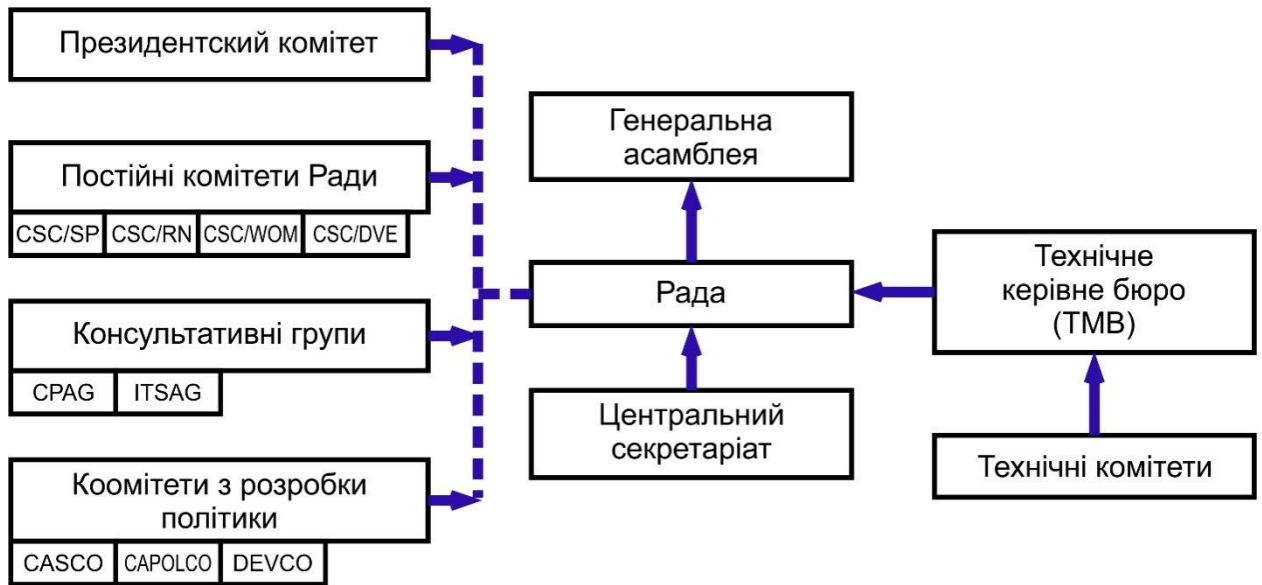 Президентский комітет
Постійні комітети Ради
CSC/SP
CSC/RN
CSC/WOM
CSC/DVE
Консультативні групи
CPAG
ITSAG
Коомітети з розробки
політики
CASCO
CAPOLCO
DEVCO
Генеральна
асамблея
Рада
Центральний
секретаріат
Технічне
керівне бюро
(ТМВ)
Технічні комітети